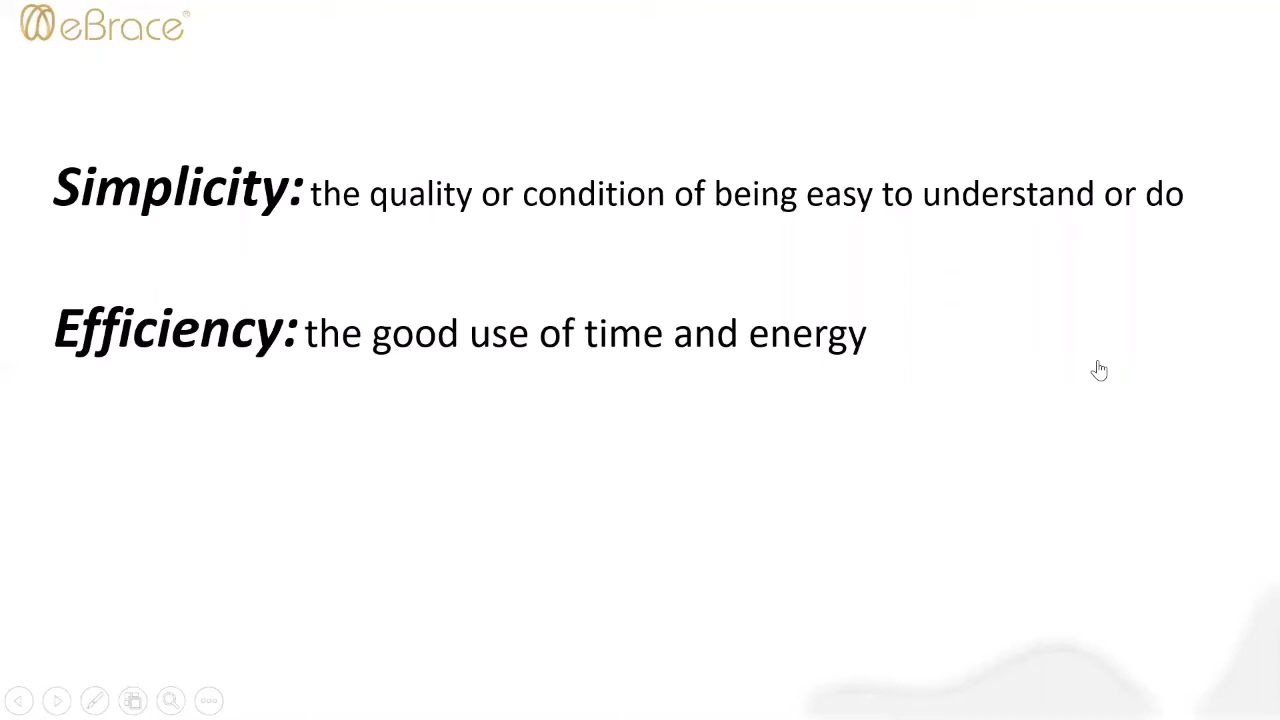 eBrace®
Simplicity: the quality or condition of being easy to understand or do
Efficiency: the good use of time and energy